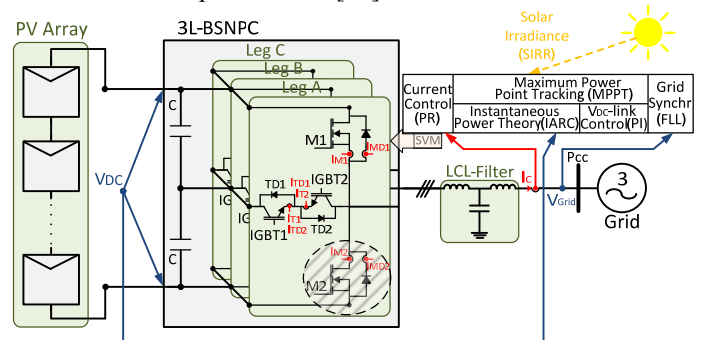 PV Array
3L-BSNPC
Leg C
Leg B
Leg A
Solar
Irradiance
(SIRR)
Current
Control
(PR)
Maximum Power
Point Tracking (MPPT)
Instantaneous
Power Theory(IARC)
VDC-link
Control(PI)
Grid
Synchr
(FLL)
SVM
C
M1
IM1
IMD1
VDC
IG
IG
TD1
ITD1
IT2
IGBT2
IGBT1
IT1
ITD2
TD2
LCL-Filter
IC
PCC
VGrid
3
Grid
C
M2
IM2
IMD2